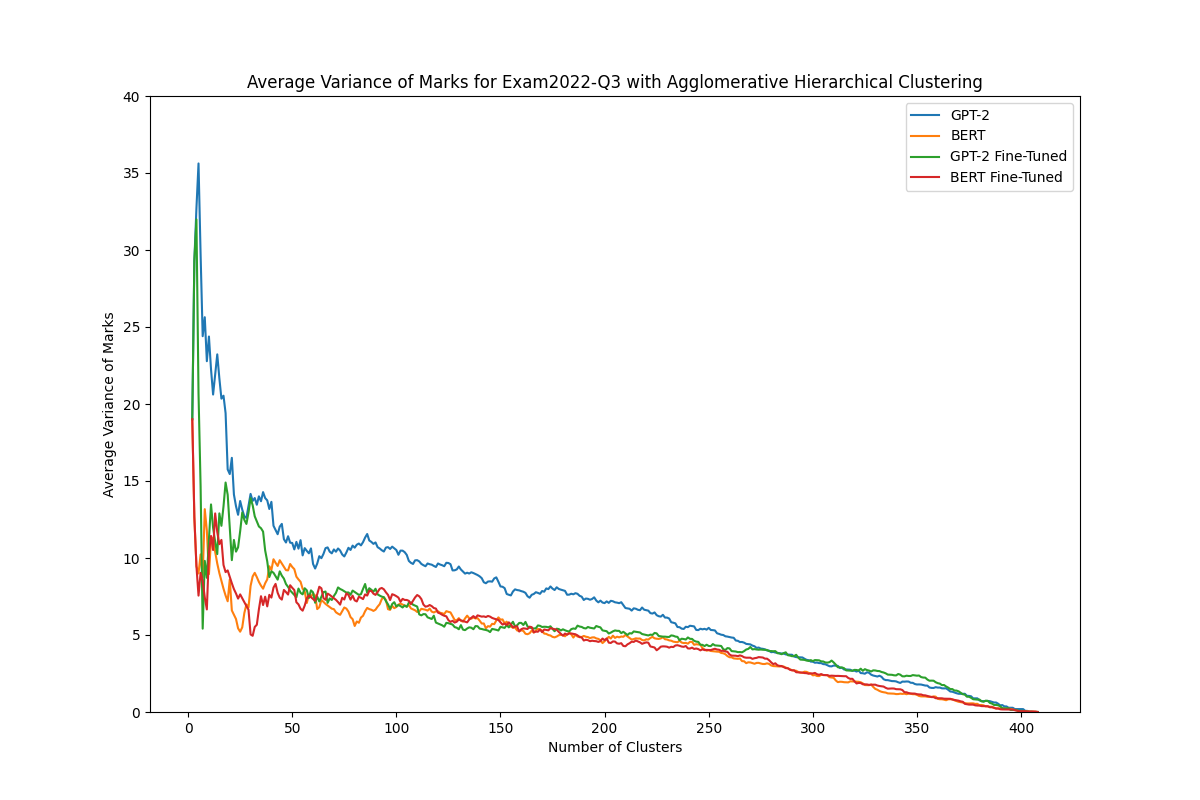 Average Variance of Marks for Exam2022-Q3 with Agglomerative Hierarchical Clustering
40
35
30
25
20
15
10
5
0
Average Variance of Marks
GPT-2
BERT
GPT-2 Fine-Tuned
BERT Fine-Tuned
0 50 100 150 200 250 300 350 400
Number of Clusters